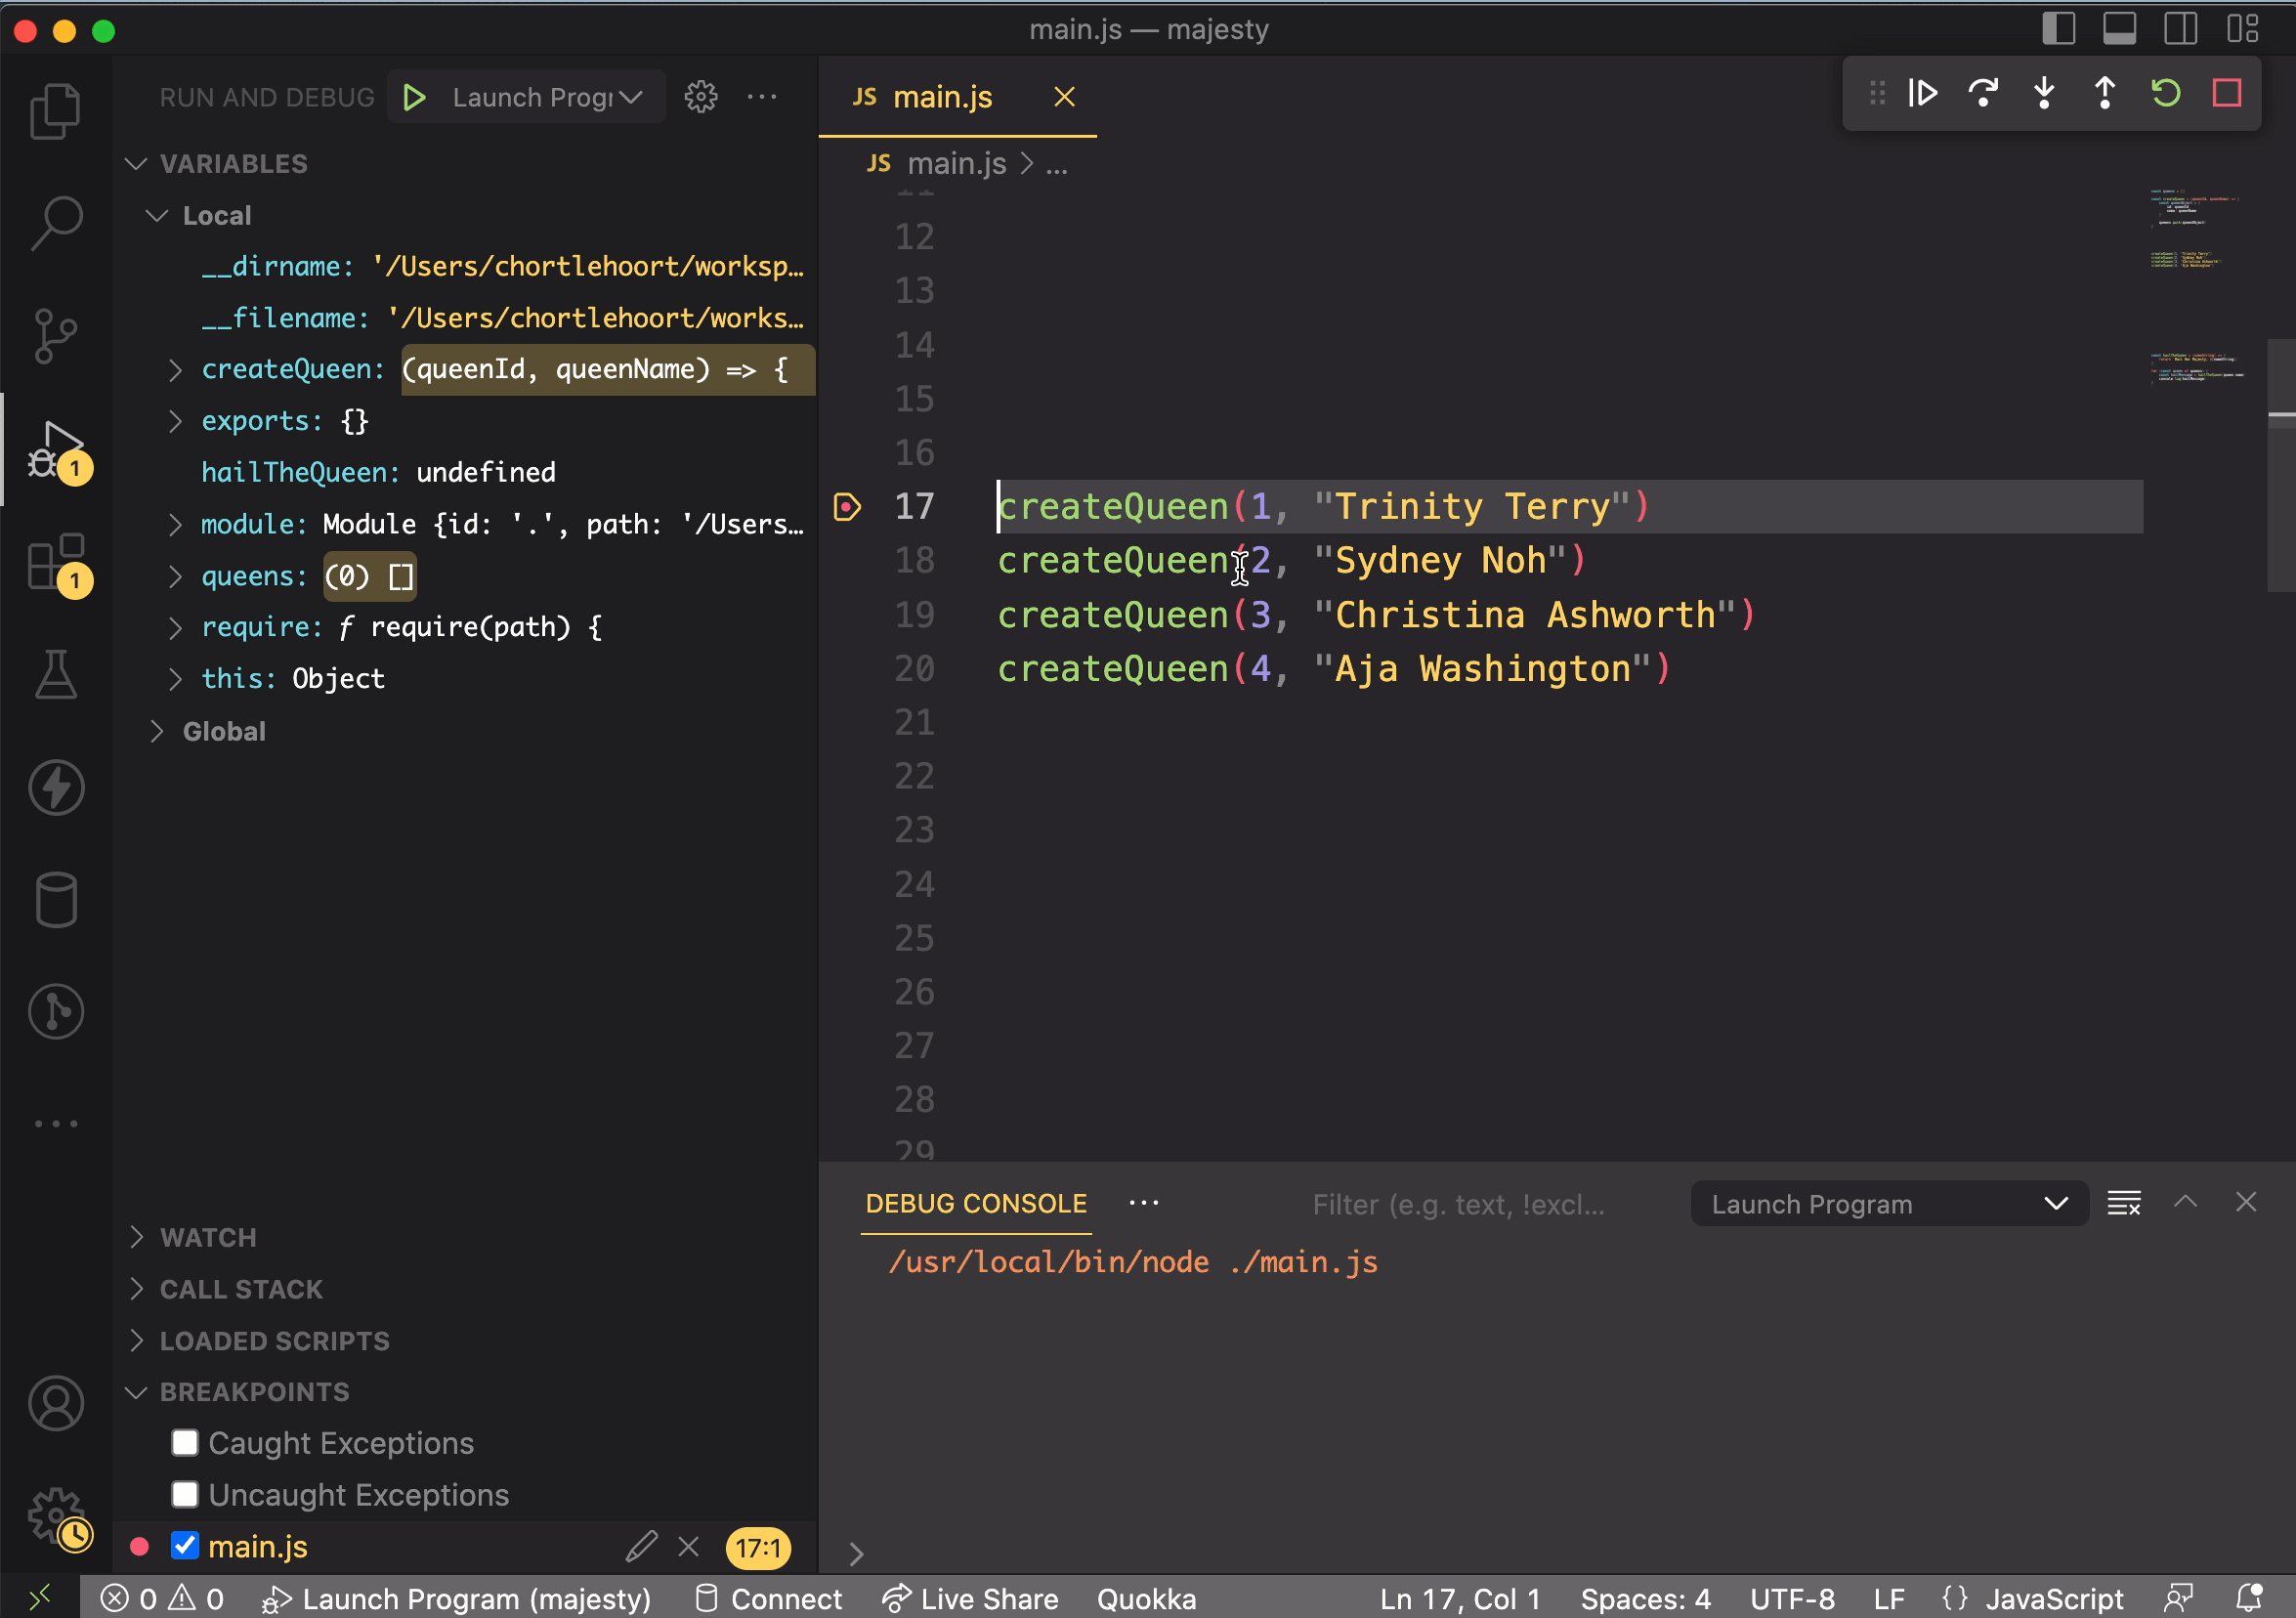 main.js — majesty
RUN AND DEBUG
Launch Progr
VARIABLES
Local
__dirname: '/Users/chortlehoort/worksp…
__filename: '/Users/chortlehoort/works…
createQueen: (queenId, queenName) => {
exports: {}
hailTheQueen: undefined
module: Module {id: '.', path: '/Users…
queens: (0) []
require: ƒ require(path) {
this: Object
Global
WATCH
CALL STACK
LOADED SCRIPTS
BREAKPOINTS
Caught Exceptions
Uncaught Exceptions
main.js 17:1
1
1
JS main.js
JS main.js > ...
11
12
13
14
15
16
17 createQueen(1, "Trinity Terry")
18 createQueen(2, "Sydney Noh")
19 createQueen(3, "Christina Ashworth")
20 createQueen(4, "Aja Washington")
21
22
23
24
25
26
27
28
29
DEBUG CONSOLE
Filter (e.g. text, !excl...
Launch Program
/usr/local/bin/node ./main.js
0 0 Launch Program (majesty) Connect Live Share Quokka Ln 17, Col 1 Spaces: 4 UTF-8 LF {} JavaScript